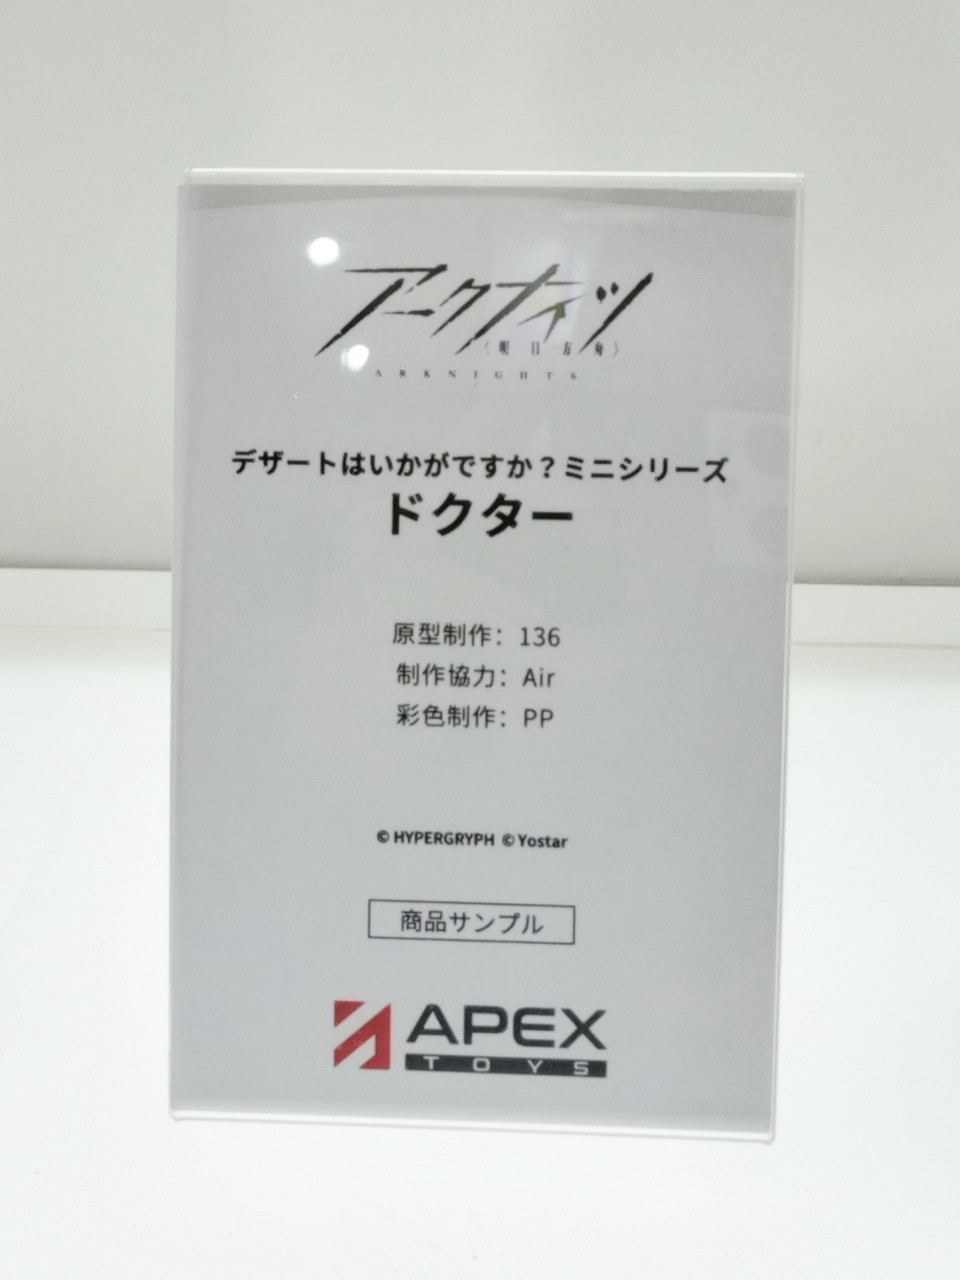 アークナイツ
〈明日方舟〉
ARKNIGHTS
デザートはいかがですか？ミニシリーズ
ドクター
原型制作：136
制作協力：Air
彩色制作：PP
© HYPERGRYPH © Yostar
商品サンプル
APEX
TOYS